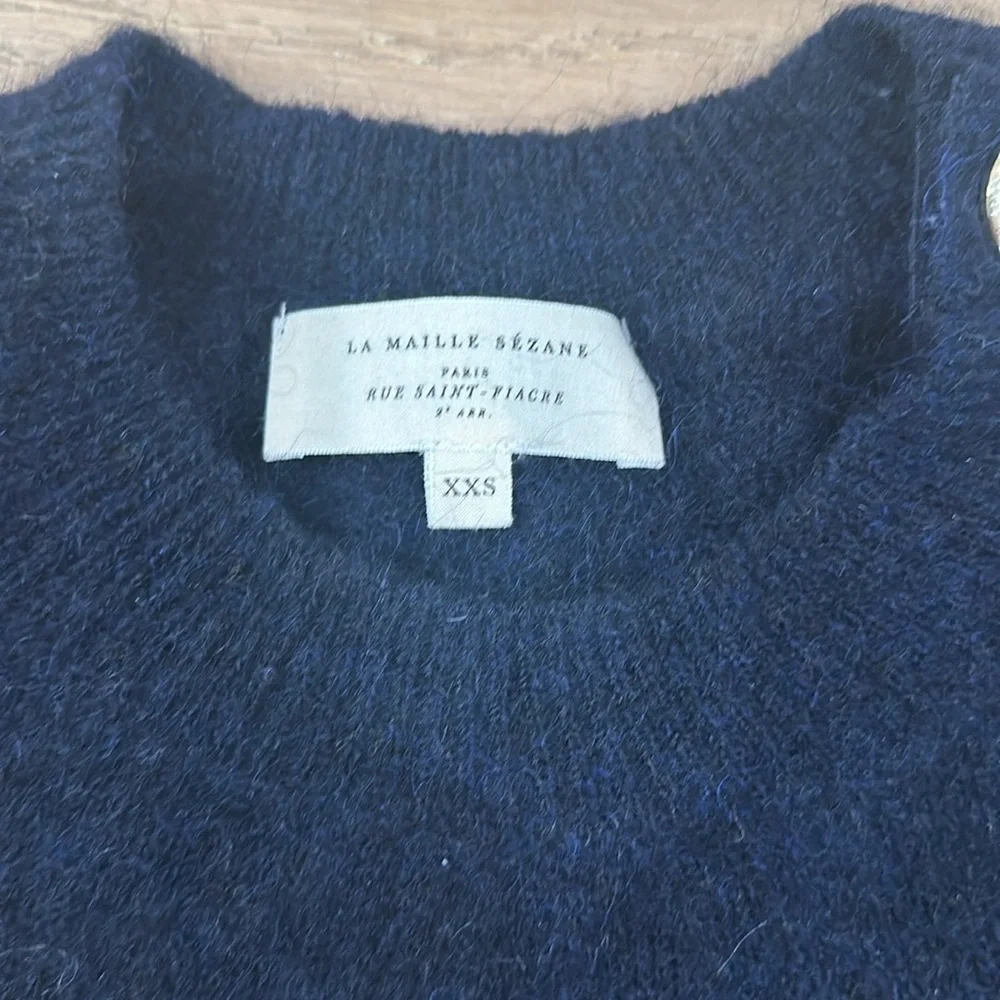 LA MAILLE SÉZANE
PARIS
RUE SAINT-FIACRE
2ᵉ ARR.
XXS